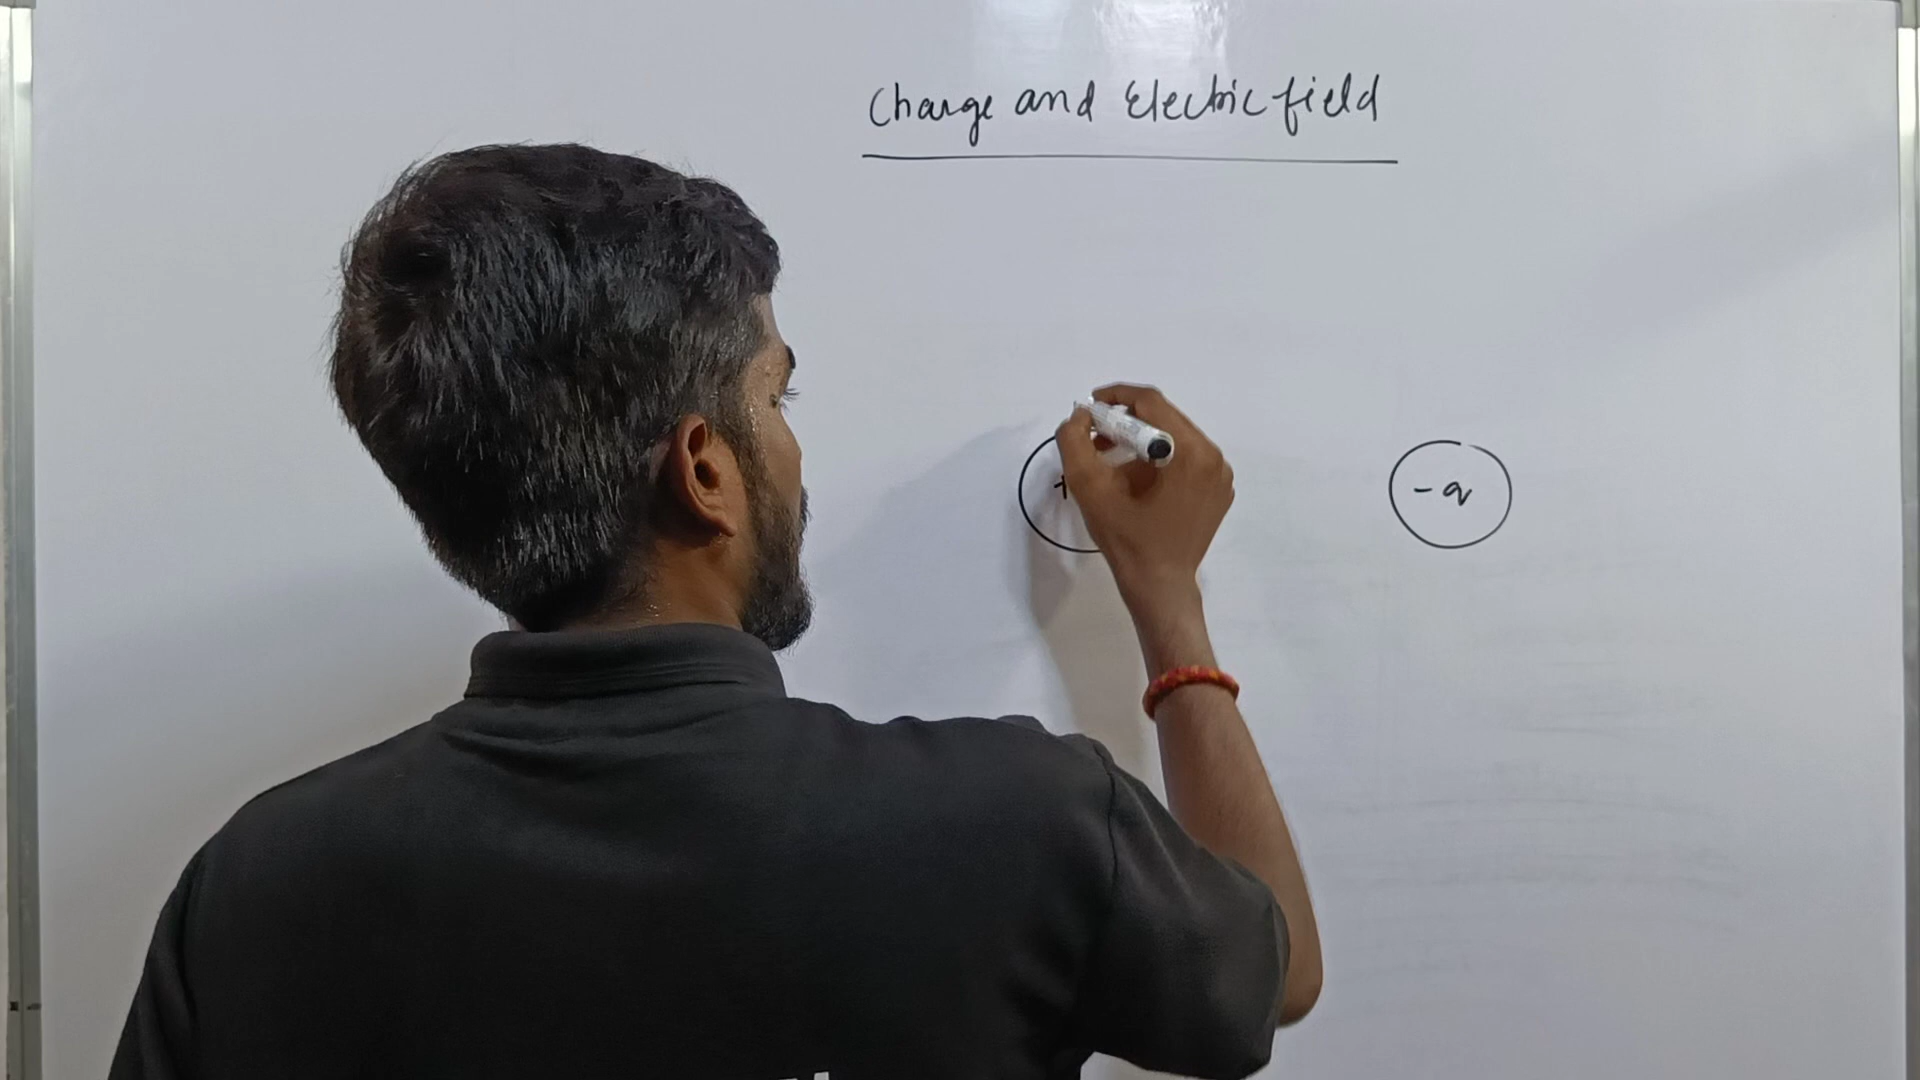 Charge and Electric field
+
- q